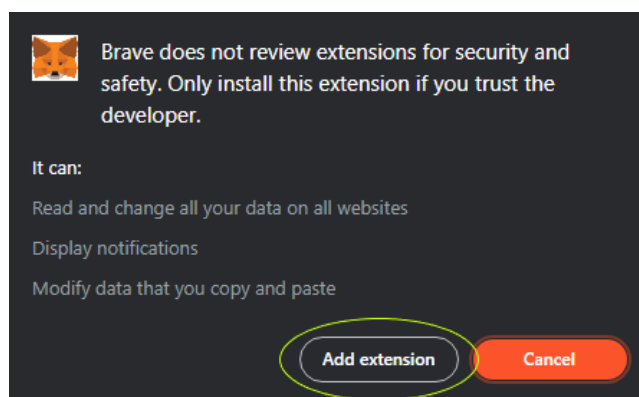 Brave does not review extensions for security and
safety. Only install this extension if you trust the
developer.
It can:
Read and change all your data on all websites
Display notifications
Modify data that you copy and paste
Add extension
Cancel